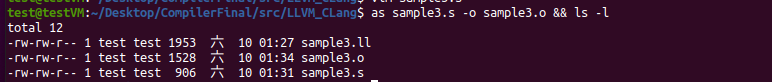 test@testVM:~/Desktop/CompilerFinal/src/LLVM_CLang$ as sample3.s -o sample3.o && ls -l
total 12
-rw-rw-r-- 1 test test 1953 六 10 01:27 sample3.ll
-rw-rw-r-- 1 test test 1528 六 10 01:34 sample3.o
-rw-rw-r-- 1 test test 906 六 10 01:31 sample3.s